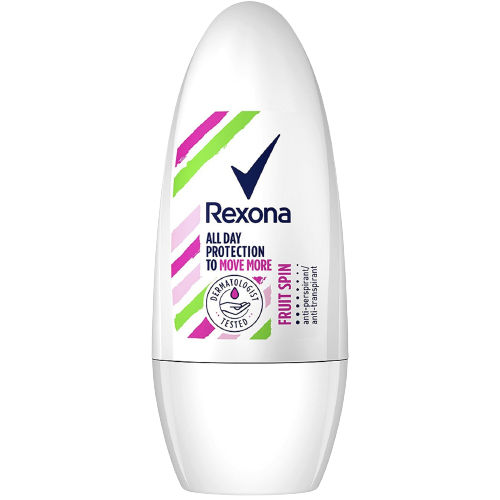 Rexona
ALL DAY
PROTECTION
TO MOVE MORE
DERMATOLOGIST
TESTED
FRUIT SPIN
anti-perspirant/
anti-transpirant